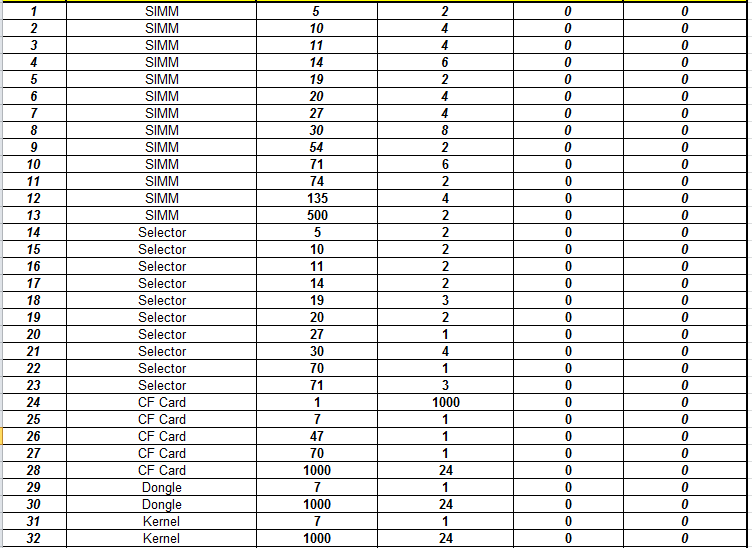 1 SIMM 5 2 0 0
2 SIMM 10 4 0 0
3 SIMM 11 4 0 0
4 SIMM 14 6 0 0
5 SIMM 19 2 0 0
6 SIMM 20 4 0 0
7 SIMM 27 4 0 0
8 SIMM 30 8 0 0
9 SIMM 54 2 0 0
10 SIMM 71 6 0 0
11 SIMM 74 2 0 0
12 SIMM 135 4 0 0
13 SIMM 500 2 0 0
14 Selector 5 2 0 0
15 Selector 10 2 0 0
16 Selector 11 2 0 0
17 Selector 14 2 0 0
18 Selector 19 3 0 0
19 Selector 20 2 0 0
20 Selector 27 1 0 0
21 Selector 30 4 0 0
22 Selector 70 1 0 0
23 Selector 71 3 0 0
24 CF Card 1 1000 0 0
25 CF Card 7 1 0 0
26 CF Card 47 1 0 0
27 CF Card 70 1 0 0
28 CF Card 1000 24 0 0
29 Dongle 7 1 0 0
30 Dongle 1000 24 0 0
31 Kernel 7 1 0 0
32 Kernel 1000 24 0 0